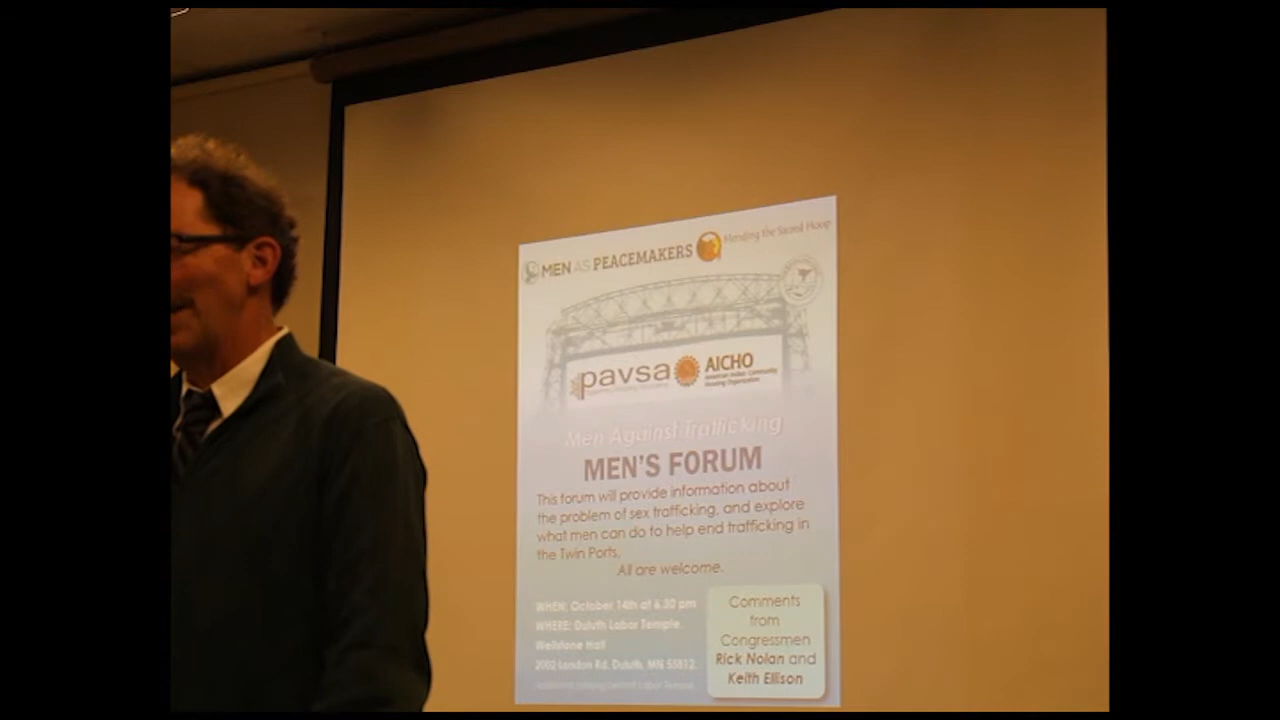 MEN AS PEACEMAKERS
Mending the Sacred Hoop
pavsa
AICHO
American Indian Community
Housing Organization
Men Against Trafficking
MEN'S FORUM
This forum will provide information about
the problem of sex trafficking, and explore
what men can do to help end trafficking in
the Twin Ports.
All are welcome.
WHEN: October 14th at 6.30 pm
WHERE: Duluth Labor Temple,
Wellstone Hall
2002 London Rd. Duluth, MN 55812.
Comments
from
Congressmen
Rick Nolan and
Keith Ellison